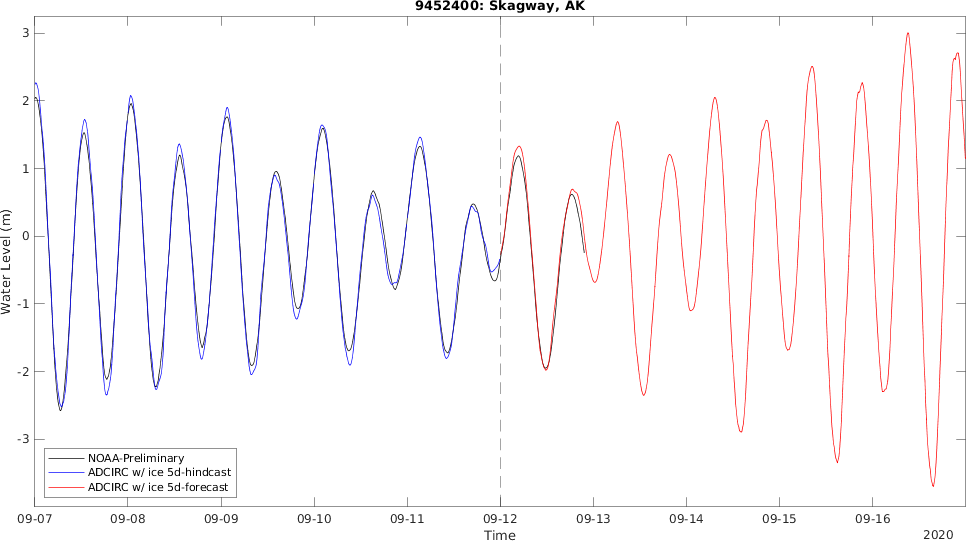 9452400: Skagway, AK
Water Level (m)
3
2
1
0
-1
-2
-3
NOAA-Preliminary
ADCIRC w/ ice 5d-hindcast
ADCIRC w/ ice 5d-forecast
09-07 09-08 09-09 09-10 09-11 09-12 09-13 09-14 09-15 09-16
Time
2020